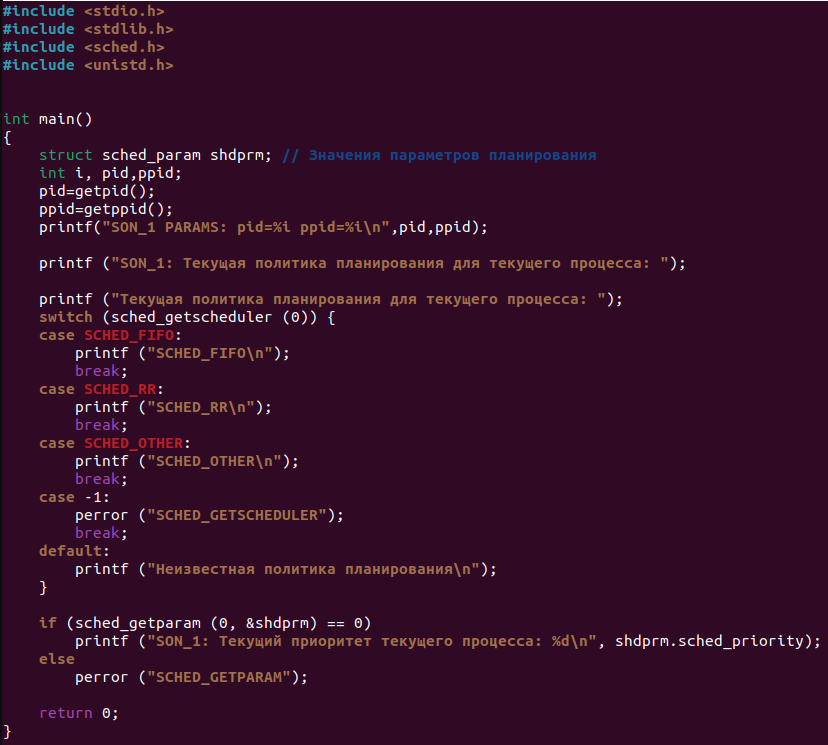 #include <stdio.h>
#include <stdlib.h>
#include <sched.h>
#include <unistd.h>
int main()
{
    struct sched_param shdprm; // Значения параметров планирования
    int i, pid,ppid;
    pid=getpid();
    ppid=getppid();
    printf("SON_1 PARAMS: pid=%i ppid=%i\n",pid,ppid);
    printf ("SON_1: Текущая политика планирования для текущего процесса: ");
    printf ("Текущая политика планирования для текущего процесса: ");
    switch (sched_getscheduler (0)) {
    case SCHED_FIFO:
        printf ("SCHED_FIFO\n");
        break;
    case SCHED_RR:
        printf ("SCHED_RR\n");
        break;
    case SCHED_OTHER:
        printf ("SCHED_OTHER\n");
        break;
    case -1:
        perror ("SCHED_GETSCHEDULER");
        break;
    default:
        printf ("Неизвестная политика планирования\n");
    }
    if (sched_getparam (0, &shdprm) == 0)
        printf ("SON_1: Текущий приоритет текущего процесса: %d\n", shdprm.sched_priority);
    else
        perror ("SCHED_GETPARAM");
    return 0;
}